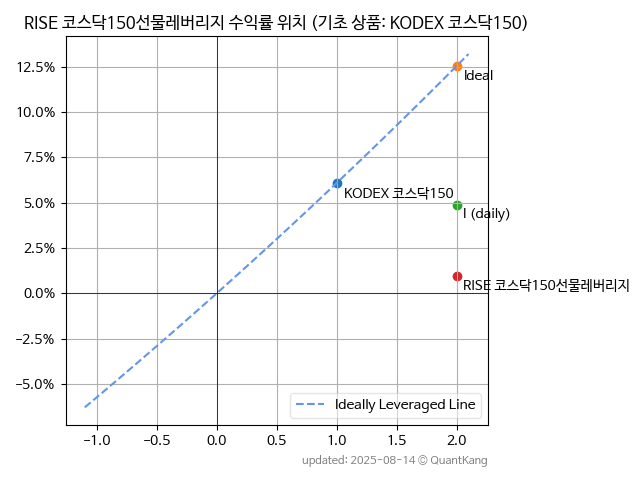 RISE 코스닥150선물레버리지 수익률 위치 (기초 상품: KODEX 코스닥150)
12.5%
10.0%
7.5%
5.0%
2.5%
0.0%
−2.5%
−5.0%
Ideal
KODEX 코스닥150
I (daily)
RISE 코스닥150선물레버리지
Ideally Leveraged Line
−1.0 −0.5 0.0 0.5 1.0 1.5 2.0
updated: 2025-08-14 © QuantKang